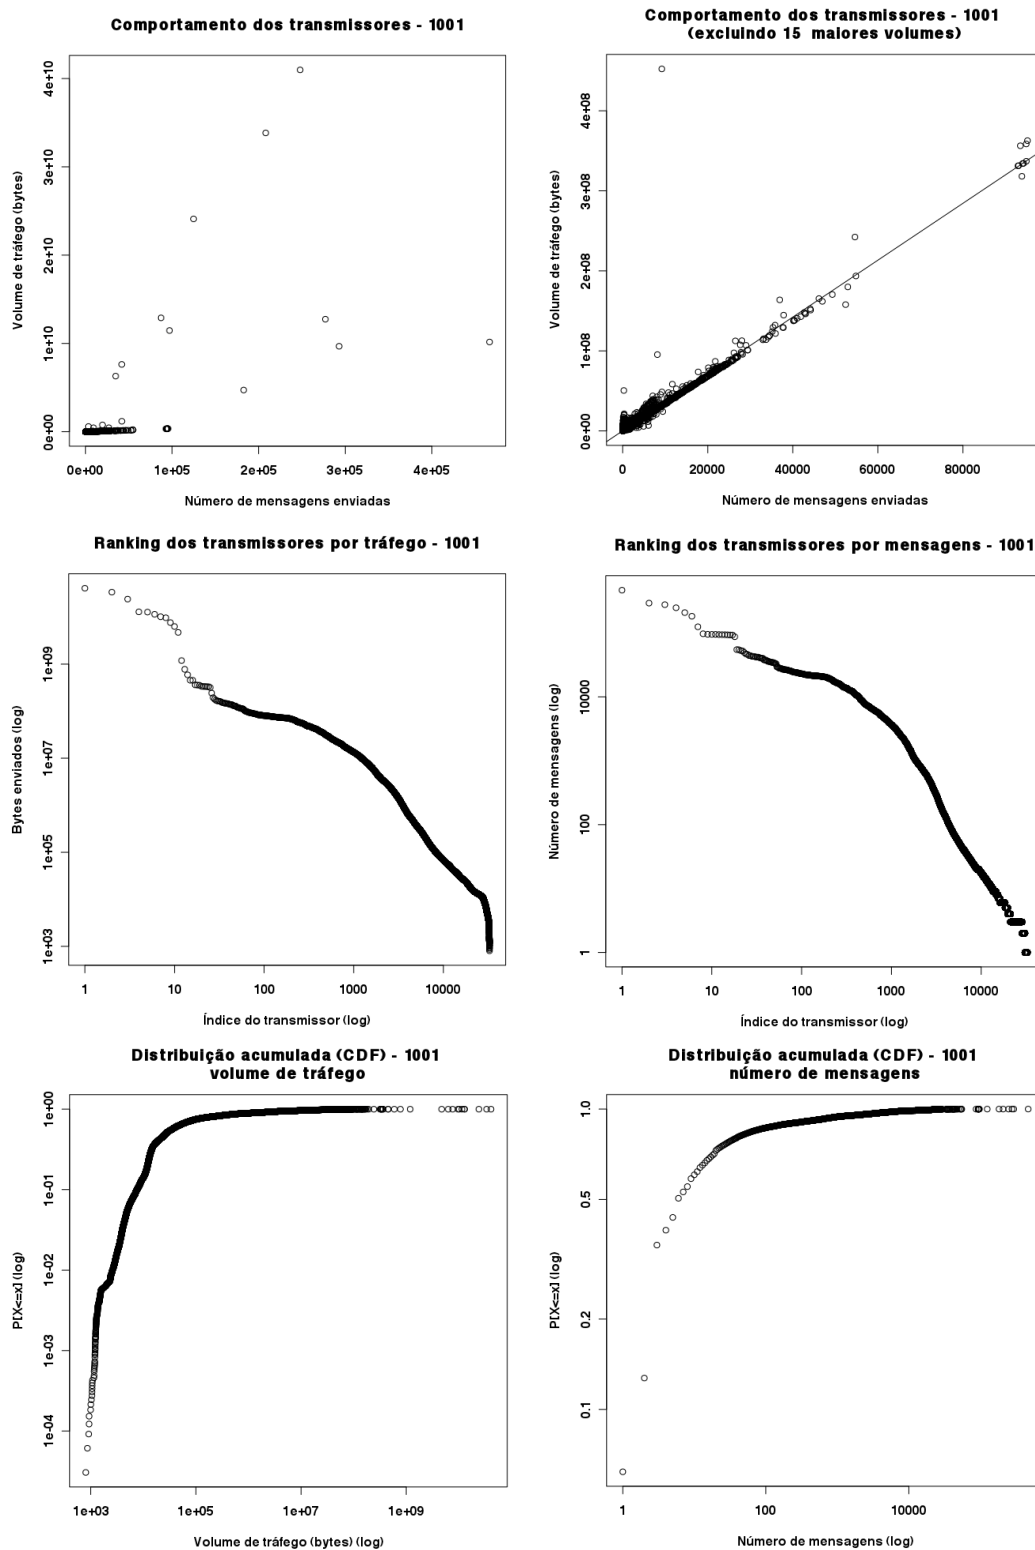 Comportamento dos transmissores - 1001
Volume de tráfego (bytes)
0e+00
1e+10
2e+10
3e+10
4e+10
0e+00
1e+05
2e+05
3e+05
4e+05
Número de mensagens enviadas
Comportamento dos transmissores - 1001
(excluindo 15 maiores volumes)
Volume de tráfego (bytes)
0e+00
1e+08
2e+08
3e+08
4e+08
0
20000
40000
60000
80000
Número de mensagens enviadas
Ranking dos transmissores por tráfego - 1001
Bytes enviados (log)
1e+03
1e+05
1e+07
1e+09
1
10
100
1000
10000
Índice do transmissor (log)
Ranking dos transmissores por mensagens - 1001
Número de mensagens (log)
1
100
10000
1
10
100
1000
10000
Índice do transmissor (log)
Distribuição acumulada (CDF) - 1001
volume de tráfego
P[X<=x] (log)
1e-04
1e-03
1e-02
1e-01
1e+00
1e+03
1e+05
1e+07
1e+09
Volume de tráfego (bytes) (log)
Distribuição acumulada (CDF) - 1001
número de mensagens
P[X<=x] (log)
0.1
0.2
0.5
1.0
1
100
10000
Número de mensagens (log)